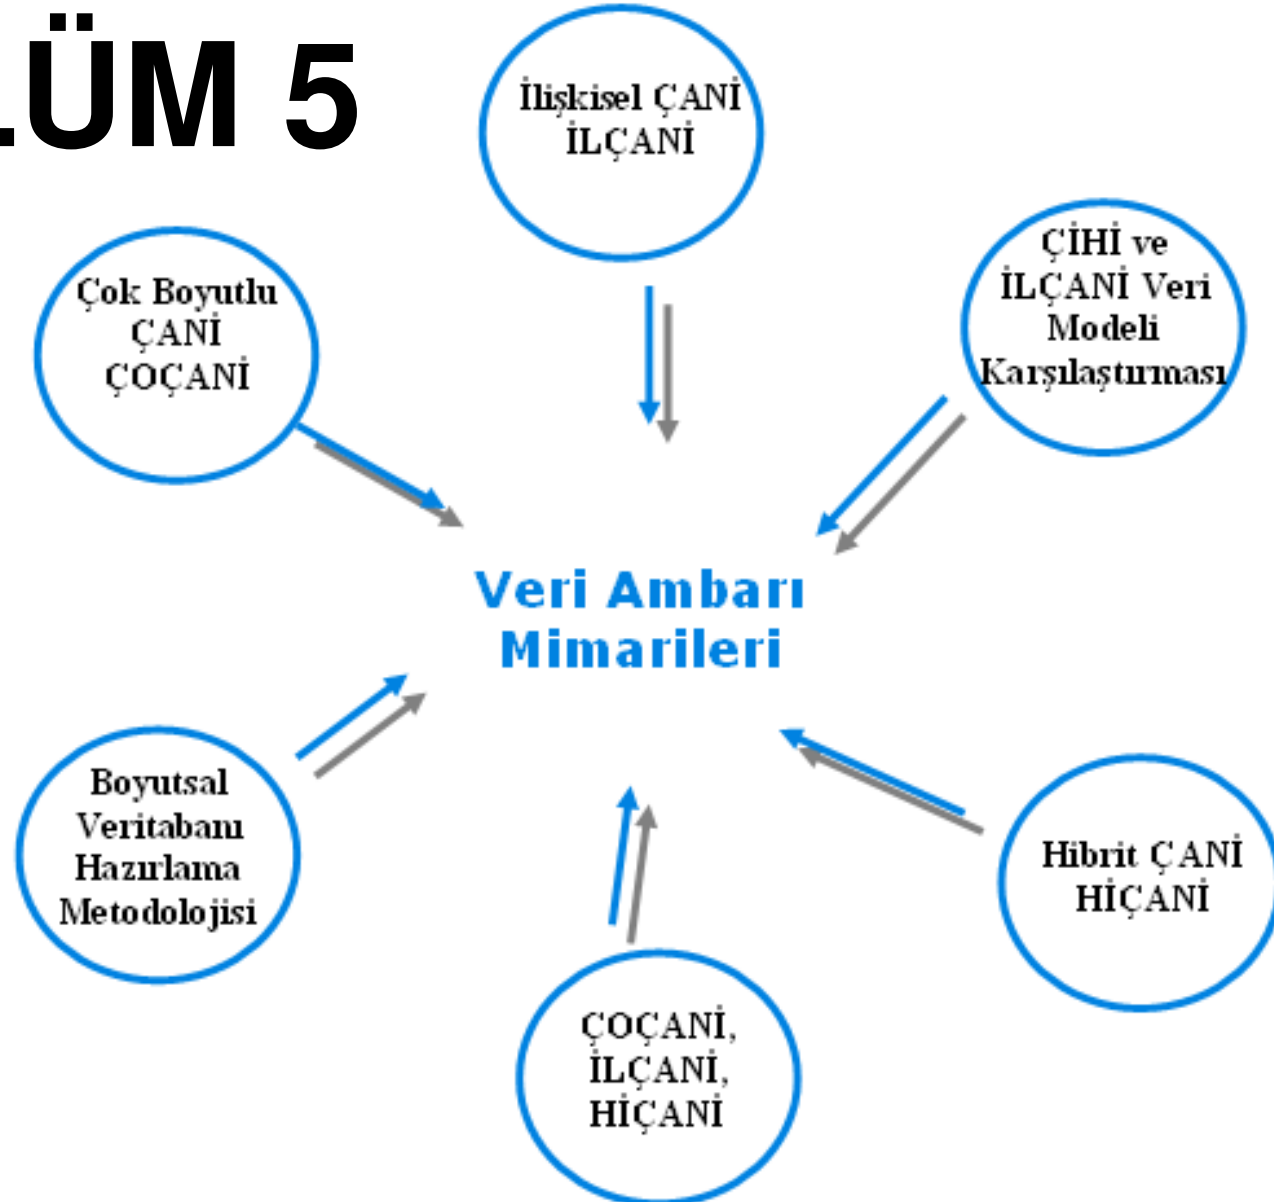 LÜM 5
İlişkisel ÇANİ
İLÇANİ
ÇİHİ ve
İLÇANİ Veri
Modeli
Karşılaştırması
Çok Boyutlu
ÇANİ
ÇOÇANİ
Veri Ambarı
Mimarileri
Boyutsal
Veritabanı
Hazırlama
Metodolojisi
Hibrit ÇANİ
HİÇANİ
ÇOÇANİ,
İLÇANİ,
HİÇANİ